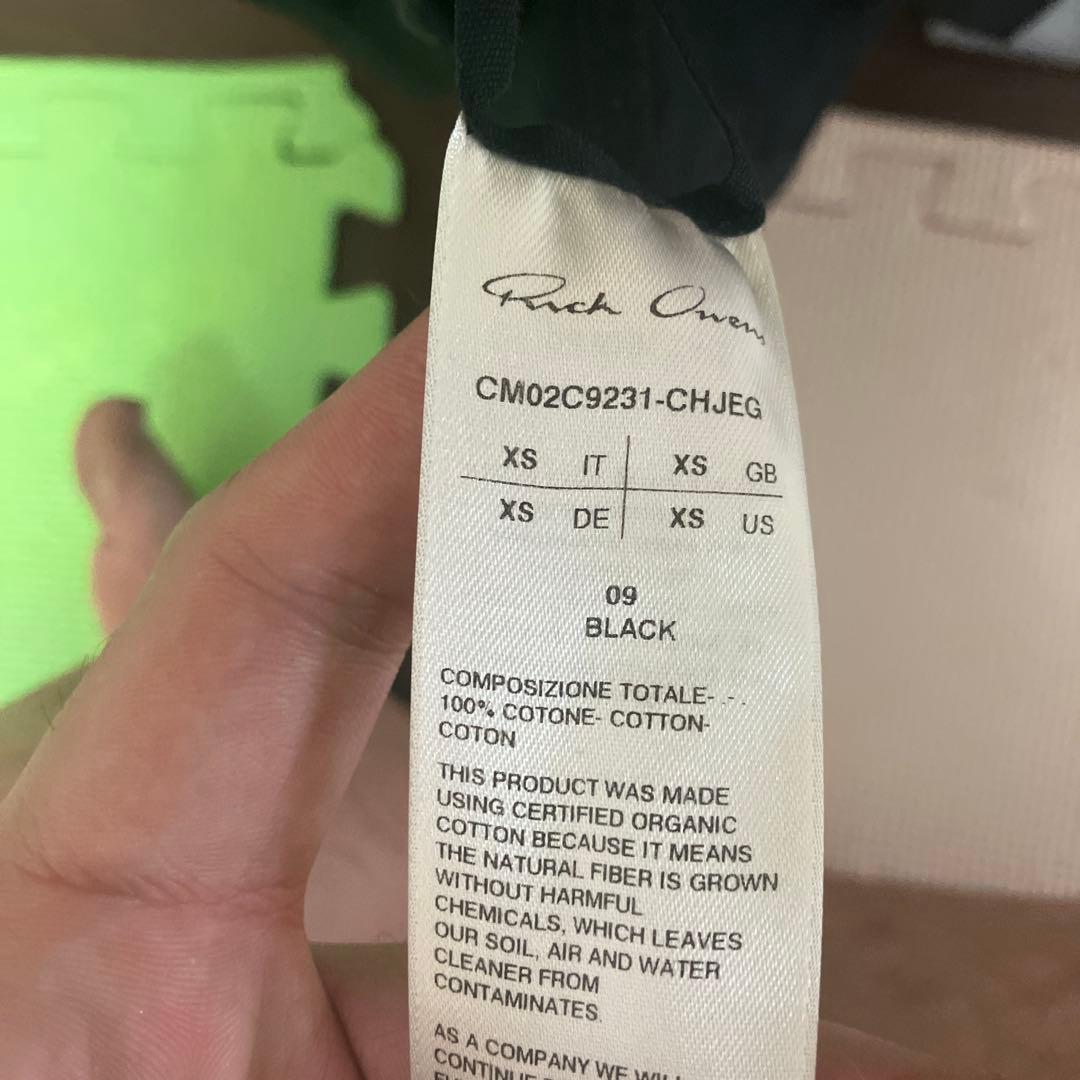 Rick Owens
CM02C9231-CHJEG
XS IT XS GB
XS DE XS US
09
BLACK
COMPOSIZIONE TOTALE- - -
100% COTONE- COTTON-
COTON
THIS PRODUCT WAS MADE
USING CERTIFIED ORGANIC
COTTON BECAUSE IT MEANS
THE NATURAL FIBER IS GROWN
WITHOUT HARMFUL
CHEMICALS, WHICH LEAVES
OUR SOIL, AIR AND WATER
CLEANER FROM
CONTAMINATES.
AS A COMPANY WE WILL
CONTINUE